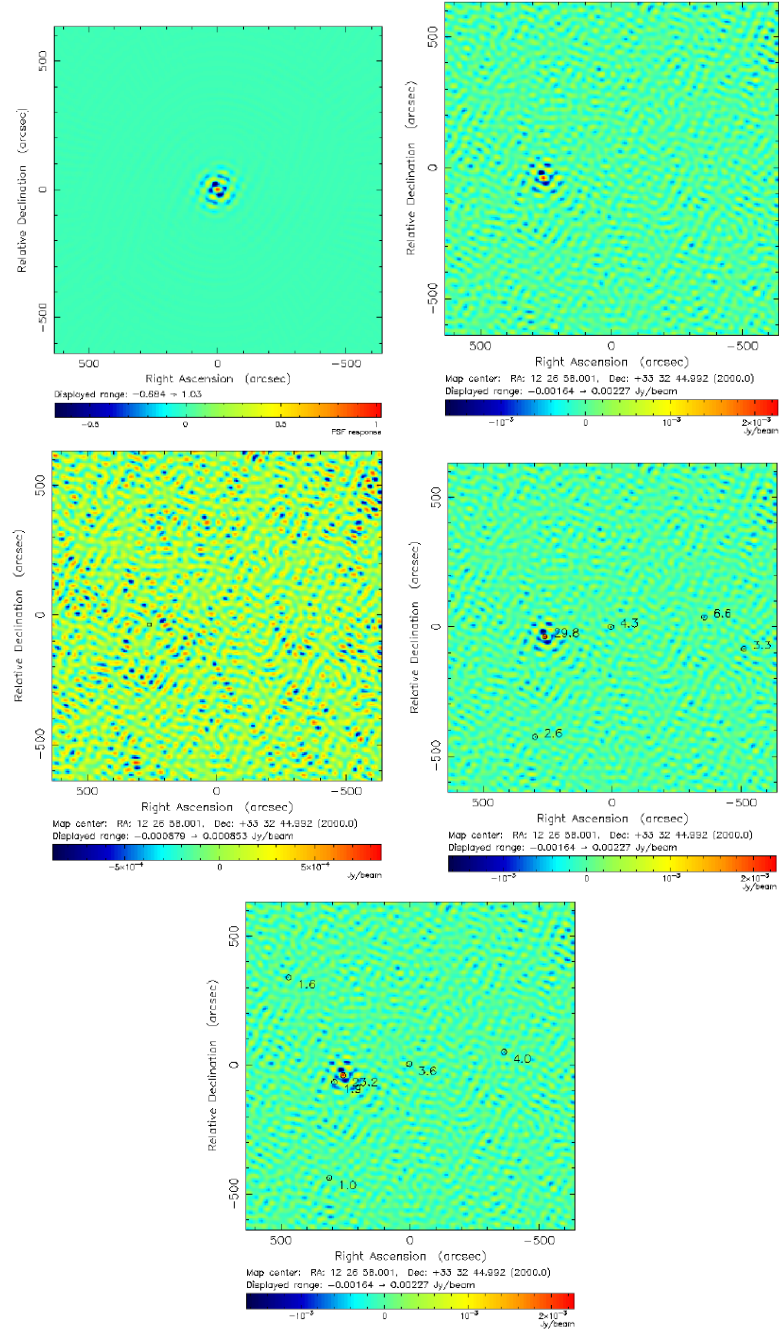 500
0
−500
Relative Declination (arcsec)
500 0 −500
Right Ascension (arcsec)
Displayed range: −0.684 → 1.03
−0.5 0 0.5 1
PSF response
500
0
−500
Relative Declination (arcsec)
500 0 −500
Right Ascension (arcsec)
Map center: RA: 12 26 58.001, Dec: +33 32 44.992 (2000.0)
Displayed range: −0.00164 → 0.00227 Jy/beam
−10⁻³ 0 10⁻³ 2×10⁻³
Jy/beam
500
0
−500
Relative Declination (arcsec)
500 0 −500
Right Ascension (arcsec)
Map center: RA: 12 26 58.001, Dec: +33 32 44.992 (2000.0)
Displayed range: −0.000879 → 0.000853 Jy/beam
−5×10⁻⁴ 0 5×10⁻⁴
Jy/beam
500
0
−500
Relative Declination (arcsec)
6.6
4.3
29.8
3.3
2.6
500 0 −500
Right Ascension (arcsec)
Map center: RA: 12 26 58.001, Dec: +33 32 44.992 (2000.0)
Displayed range: −0.00164 → 0.00227 Jy/beam
−10⁻³ 0 10⁻³ 2×10⁻³
Jy/beam
500
0
−500
Relative Declination (arcsec)
1.6
4.0
3.6
23.2
1.9
1.0
500 0 −500
Right Ascension (arcsec)
Map center: RA: 12 26 58.001, Dec: +33 32 44.992 (2000.0)
Displayed range: −0.00164 → 0.00227 Jy/beam
−10⁻³ 0 10⁻³ 2×10⁻³
Jy/beam